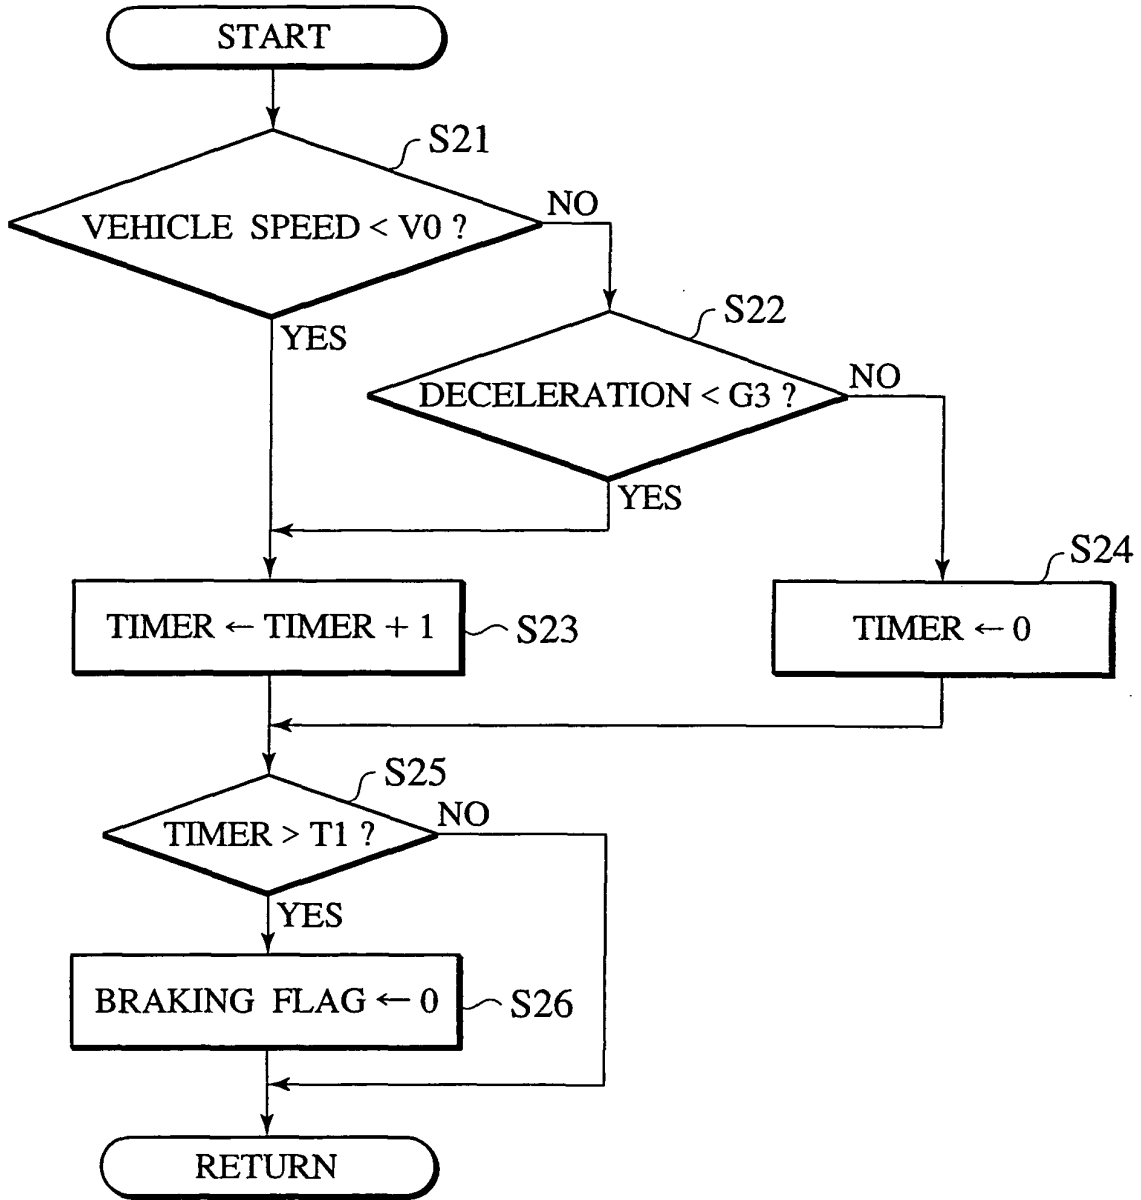 START
S21
VEHICLE SPEED < V0 ?
NO
YES
S22
DECELERATION < G3 ?
NO
YES
S24
TIMER ← TIMER + 1
S23
TIMER ← 0
S25
TIMER > T1 ?
NO
YES
BRAKING FLAG ← 0
S26
RETURN